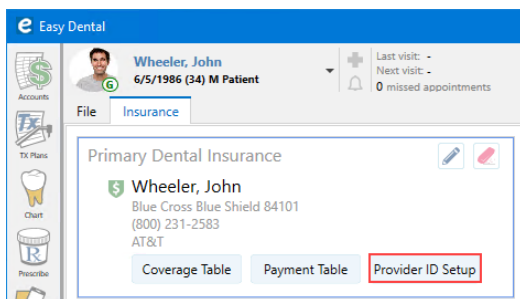 e Easy Dental
Accounts
TX
TX Plans
Chart
R
Prescribe
G
Wheeler, John
6/5/1986 (34) M Patient
Last visit: -
Next visit: -
0 missed appointments
File Insurance
Primary Dental Insurance
$ Wheeler, John
Blue Cross Blue Shield 84101
(800) 231-2583
AT&T
Coverage Table Payment Table Provider ID Setup